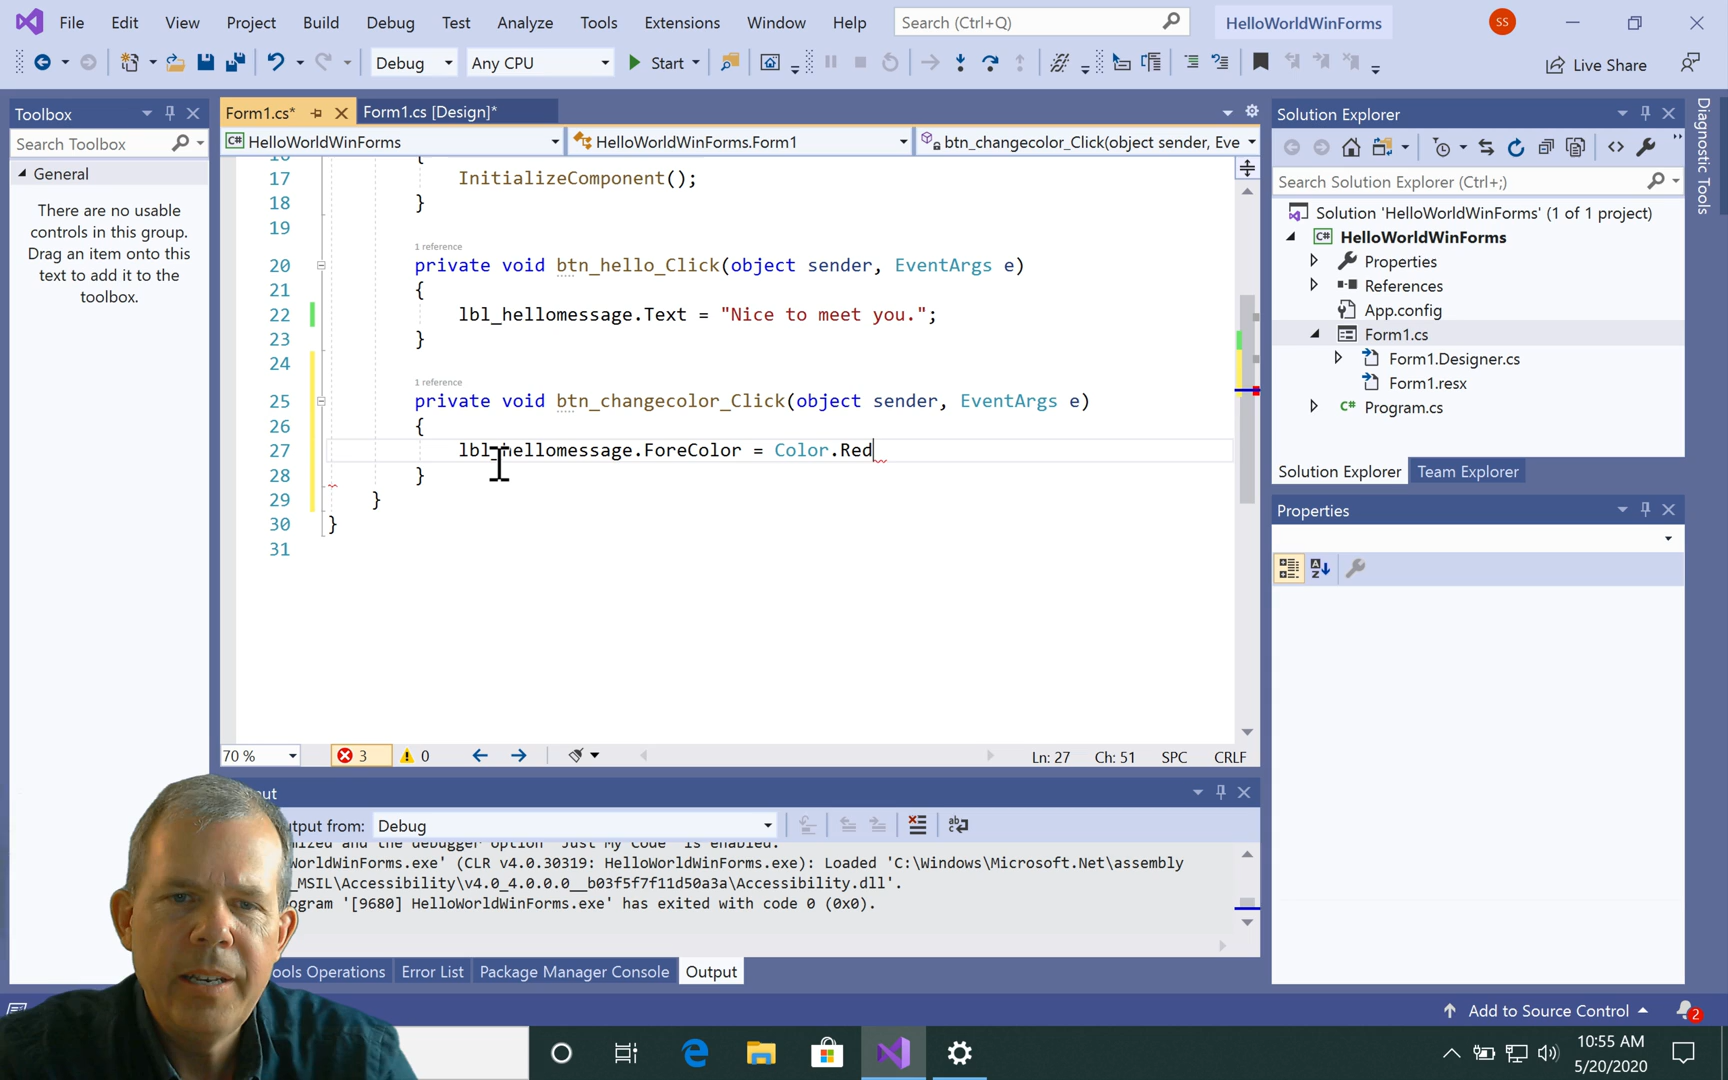 File Edit View Project Build Debug Test Analyze Tools Extensions Window Help Search (Ctrl+Q) HelloWorldWinForms SS
Debug Any CPU Start Live Share
Toolbox
Search Toolbox
General
There are no usable
controls in this group.
Drag an item onto this
text to add it to the
toolbox.
Form1.cs* Form1.cs [Design]*
HelloWorldWinForms HelloWorldWinForms.Form1 btn_changecolor_Click(object sender, Eve
17 InitializeComponent();
18 }
19
1 reference
20 private void btn_hello_Click(object sender, EventArgs e)
21 {
22 lbl_hellomessage.Text = "Nice to meet you.";
23 }
24
1 reference
25 private void btn_changecolor_Click(object sender, EventArgs e)
26 {
27 lbl_hellomessage.ForeColor = Color.Red
28 }
29 }
30 }
31
70 % 3 0 Ln: 27 Ch: 51 SPC CRLF
Output from: Debug
'Just My Code' is enabled.
WorldWinForms.exe' (CLR v4.0.30319: HelloWorldWinForms.exe): Loaded 'C:\Windows\Microsoft.Net\assembly
_MSIL\Accessibility\v4.0_4.0.0.0__b03f5f7f11d50a3a\Accessibility.dll'.
ogram '[9680] HelloWorldWinForms.exe' has exited with code 0 (0x0).
ools Operations Error List Package Manager Console Output
Solution Explorer
Search Solution Explorer (Ctrl+;)
Solution 'HelloWorldWinForms' (1 of 1 project)
C# HelloWorldWinForms
Properties
References
App.config
Form1.cs
Form1.Designer.cs
Form1.resx
C# Program.cs
Solution Explorer Team Explorer
Properties
Diagnostic Tools
Add to Source Control 2
10:55 AM
5/20/2020